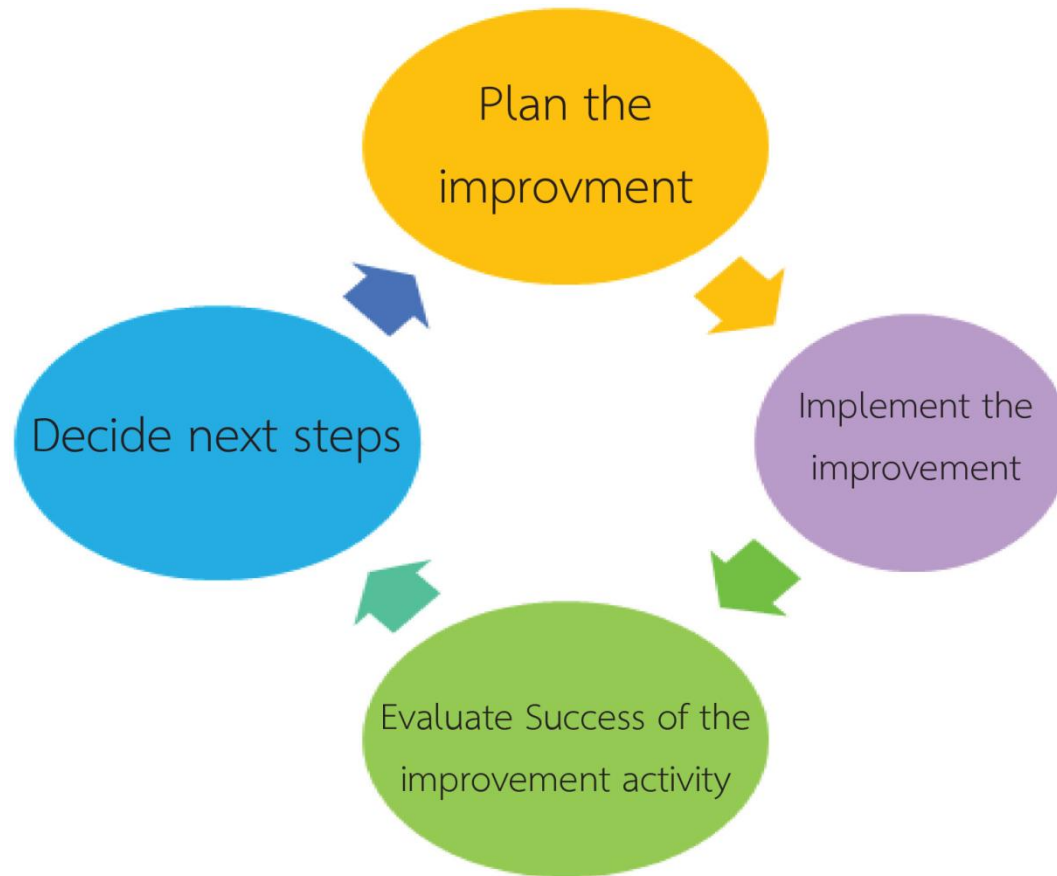 Plan the
improvment
Implement the
improvement
Evaluate Success of the
improvement activity
Decide next steps